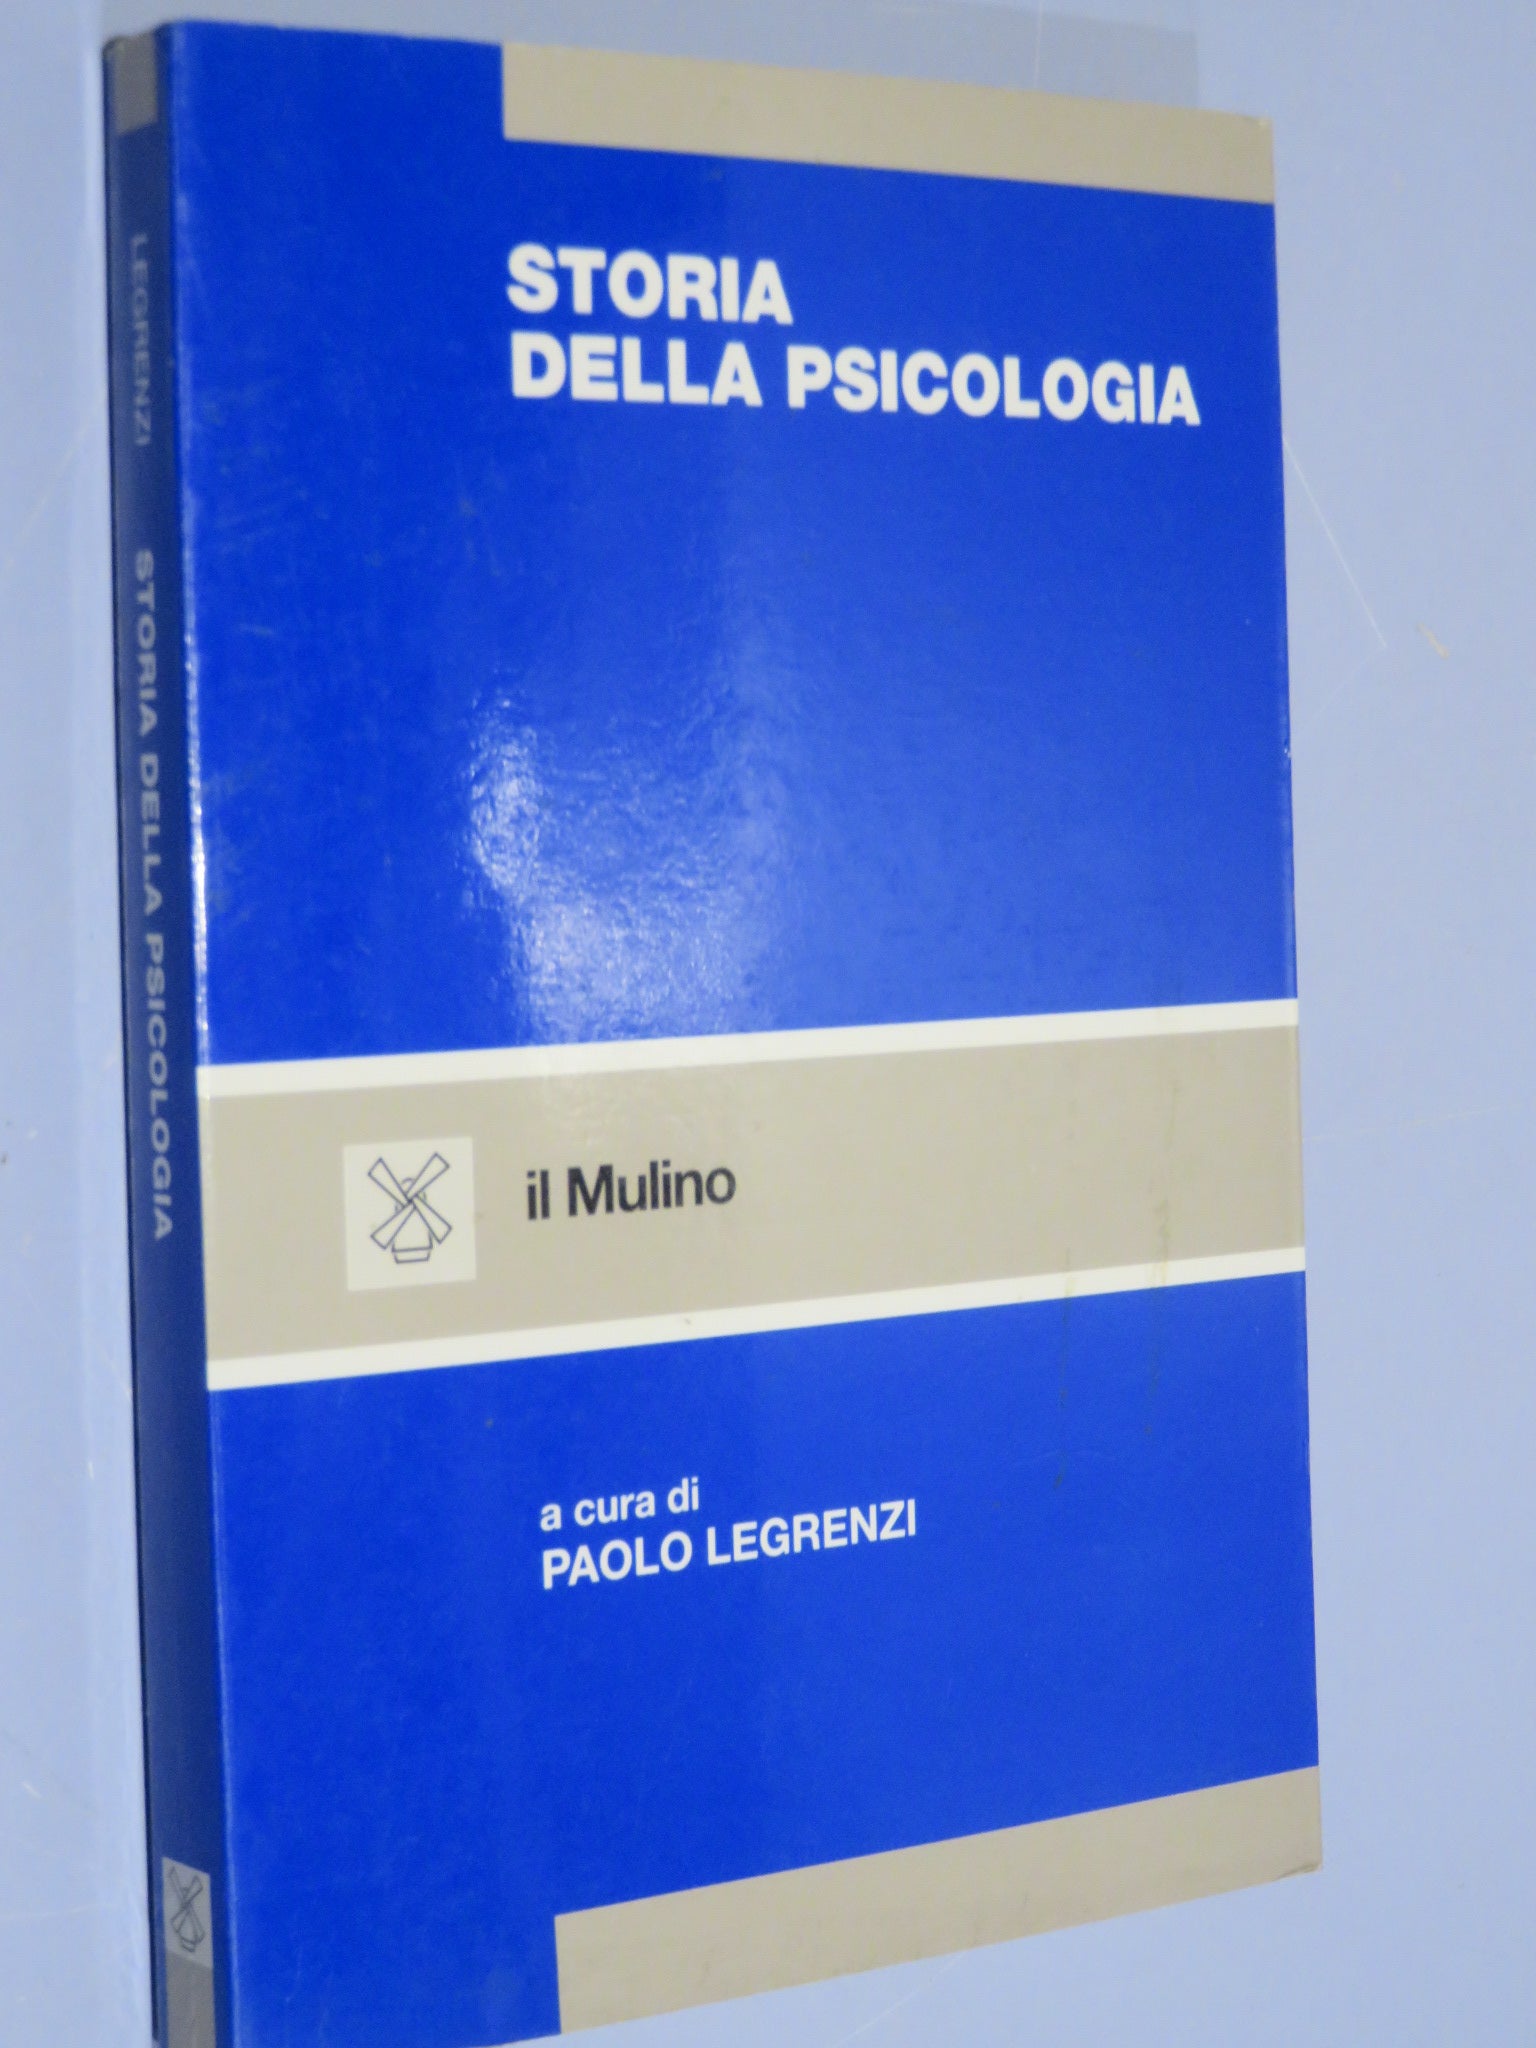 STORIA
DELLA PSICOLOGIA
il Mulino
a cura di
PAOLO LEGRENZI
LEGRENZI STORIA DELLA PSICOLOGIA